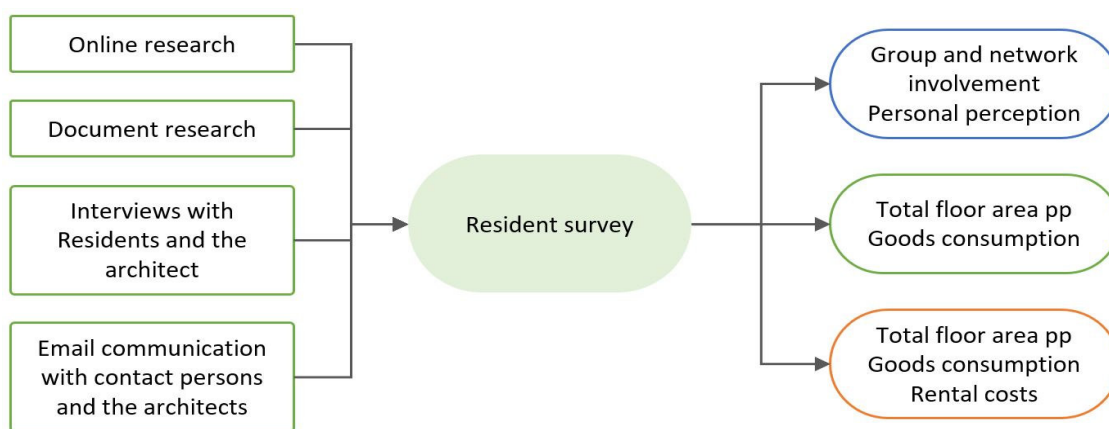 Online research
Document research
Interviews with
Residents and the
architect
Email communication
with contact persons
and the architects
Resident survey
Group and network
involvement
Personal perception
Total floor area pp
Goods consumption
Total floor area pp
Goods consumption
Rental costs